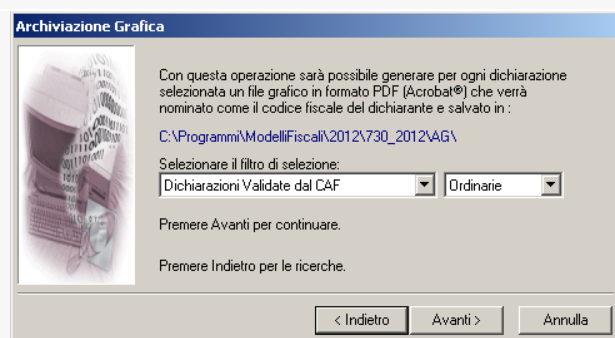 Archiviazione Grafica
Con questa operazione sarà possibile generare per ogni dichiarazione
selezionata un file grafico in formato PDF (Acrobat®) che verrà
nominato come il codice fiscale del dichiarante e salvato in :
C:\Programmi\ModelliFiscali\2012\730_2012\AG\
Selezionare il filtro di selezione:
Dichiarazioni Validate dal CAF Ordinarie
Premere Avanti per continuare.
Premere Indietro per le ricerche.
< Indietro Avanti > Annulla